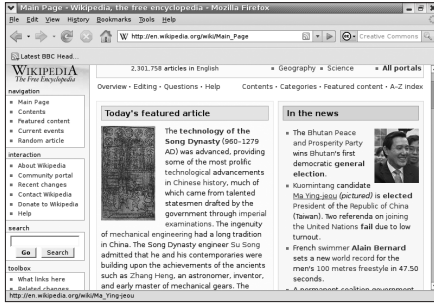 Main Page - Wikipedia, the free encyclopedia - Mozilla Firefox
File Edit View History Bookmarks Tools Help
W http://en.wikipedia.org/wiki/Main_Page
Creative Commons
Latest BBC Head...
WIKIPEDIA
The Free Encyclopedia
navigation
Main Page
Contents
Featured content
Current events
Random article
interaction
About Wikipedia
Community portal
Recent changes
Contact Wikipedia
Donate to Wikipedia
Help
search
Go Search
toolbox
What links here
Related changes
2,301,758 articles in English
Geography Science All portals
Overview · Editing · Questions · Help
Contents · Categories · Featured content · A–Z index
Today's featured article
The technology of the
Song Dynasty (960–1279
AD) was advanced, providing
some of the most prolific
technological advancements
in Chinese history, much of
which came from talented
statesmen drafted by the
government through imperial
examinations. The ingenuity
of mechanical engineering had a long tradition
in China. The Song Dynasty engineer Su Song
admitted that he and his contemporaries were
building upon the achievements of the ancients
such as Zhang Heng, an astronomer, inventor,
and early master of mechanical gears. The
In the news
The Bhutan Peace
and Prosperity Party
wins Bhutan's first
democratic general
election.
Kuomintang candidate
Ma Ying-jeou (pictured) is elected
President of the Republic of China
(Taiwan). Two referenda on joining
the United Nations fail due to low
turnout.
French swimmer Alain Bernard
sets a new world record for the
men's 100 metres freestyle in 47.50
seconds.
A permanent coalition government
http://en.wikipedia.org/wiki/Ma_Ying-jeou